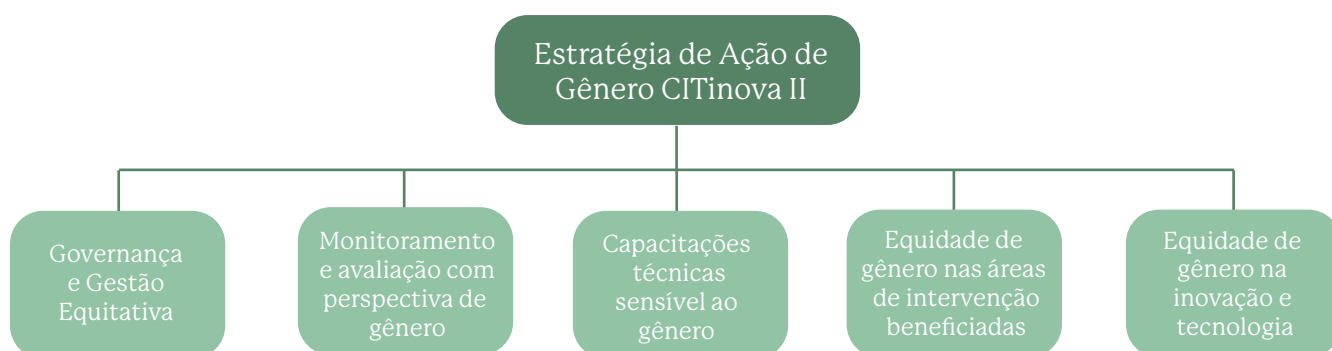 Estratégia de Ação de
Gênero CITinova II
Governança
e Gestão
Equitativa
Monitoramento
e avaliação com
perspectiva de
gênero
Capacitações
técnicas
sensível ao
gênero
Equidade de
gênero nas áreas
de intervenção
beneficiadas
Equidade de
gênero na
inovação e
tecnologia